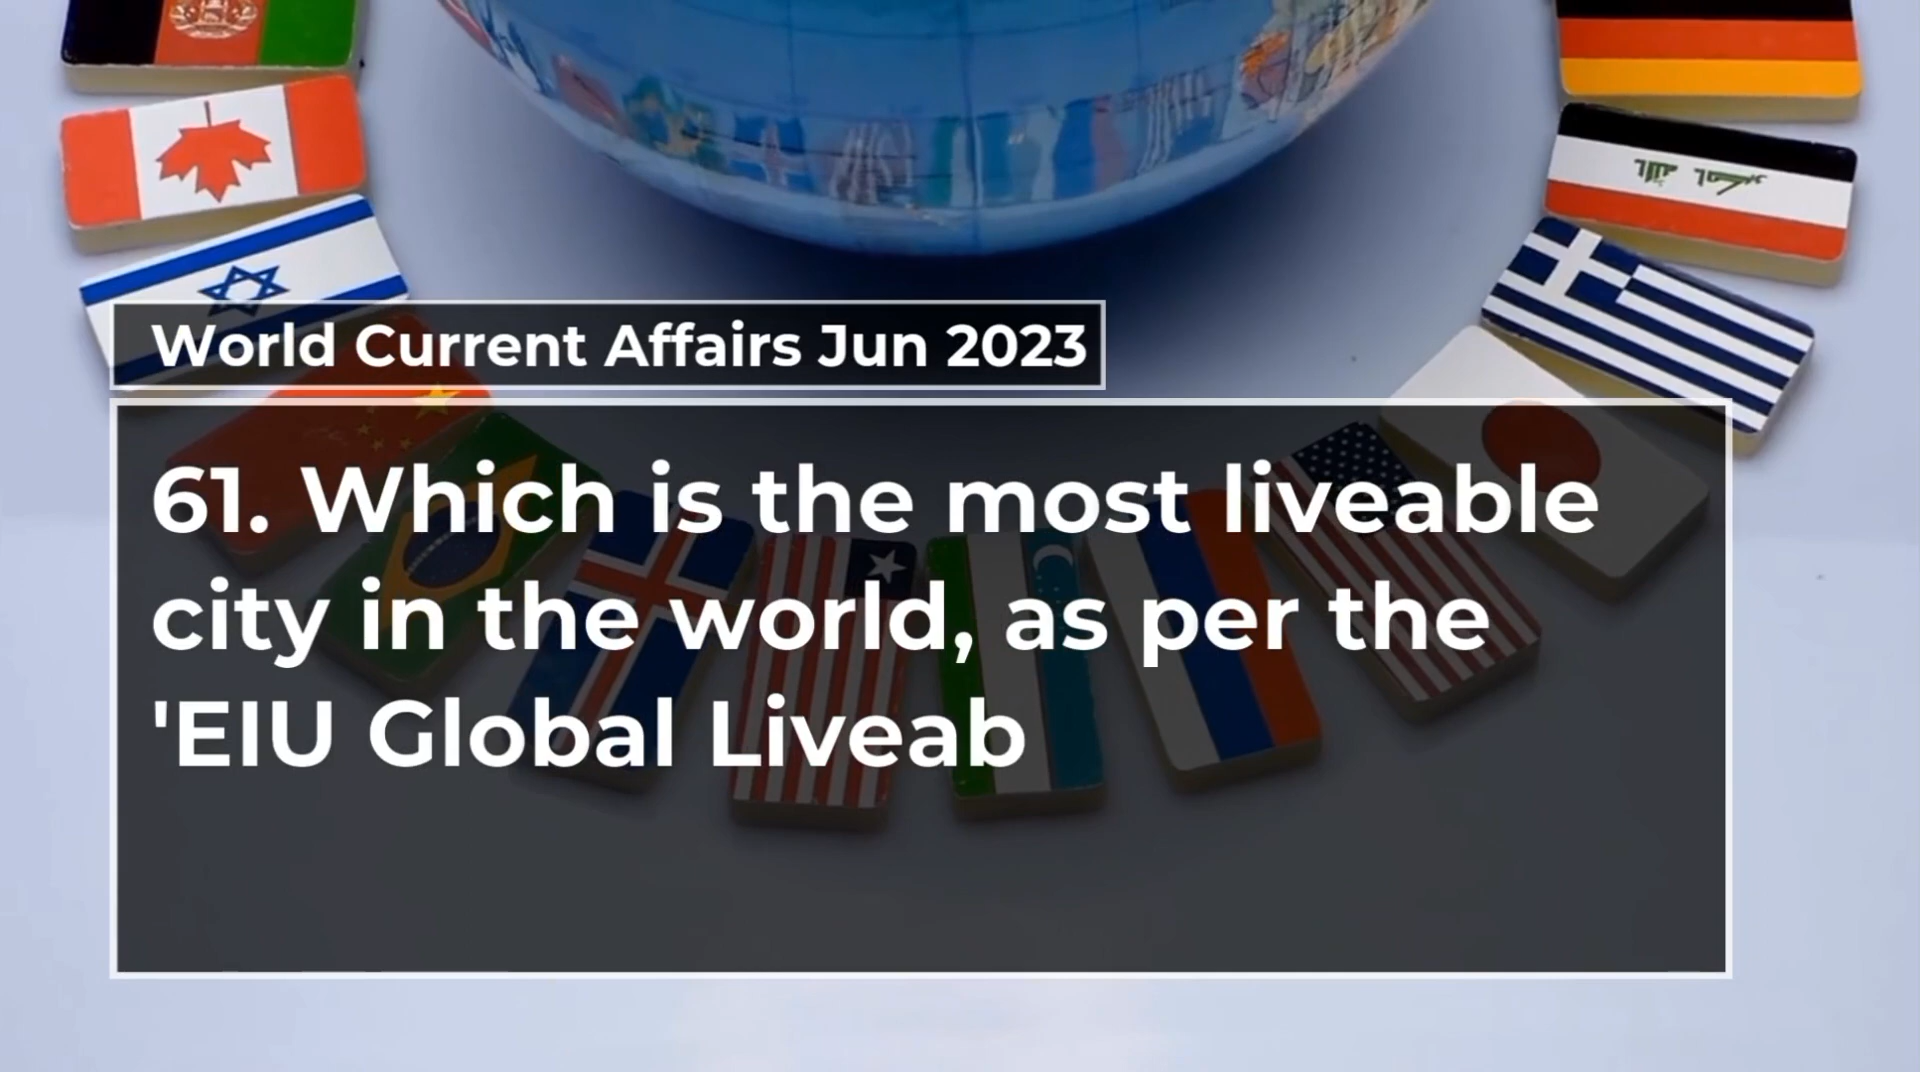 World Current Affairs Jun 2023
61. Which is the most liveable
city in the world, as per the
'EIU Global Liveab